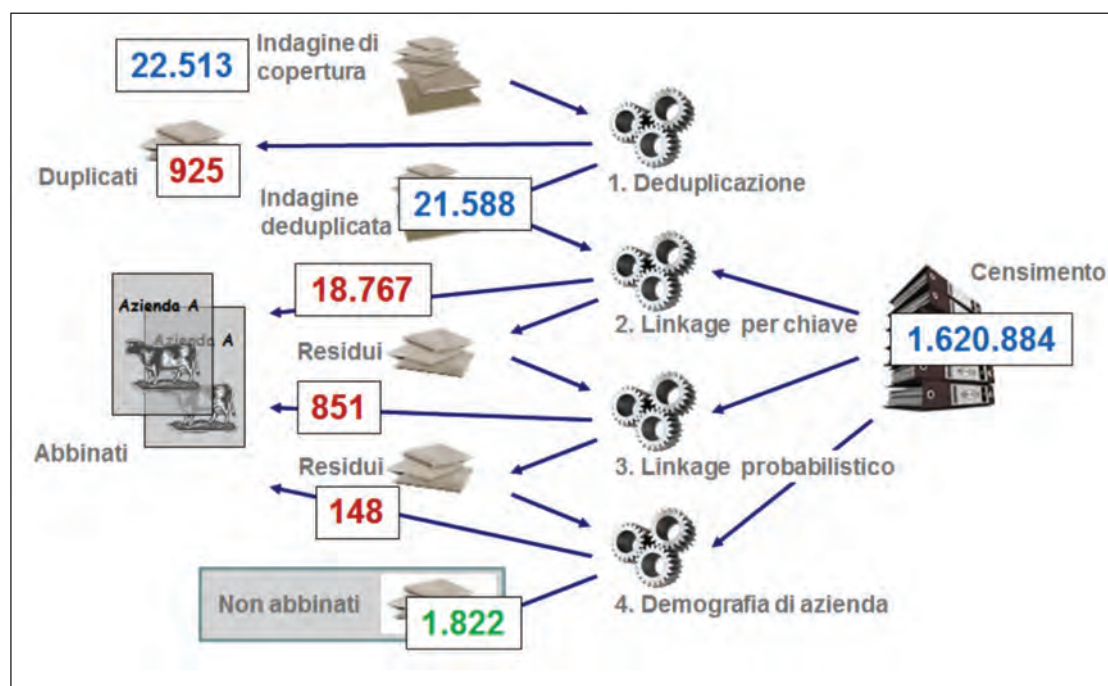 22.513
Indagine di
copertura
Duplicati
925
1. Deduplicazione
Indagine
deduplicata
21.588
Censimento
1.620.884
Azienda A
Azienda A
18.767
2. Linkage per chiave
Residui
851
Abbinati
3. Linkage probabilistico
Residui
148
4. Demografia di azienda
Non abbinati
1.822